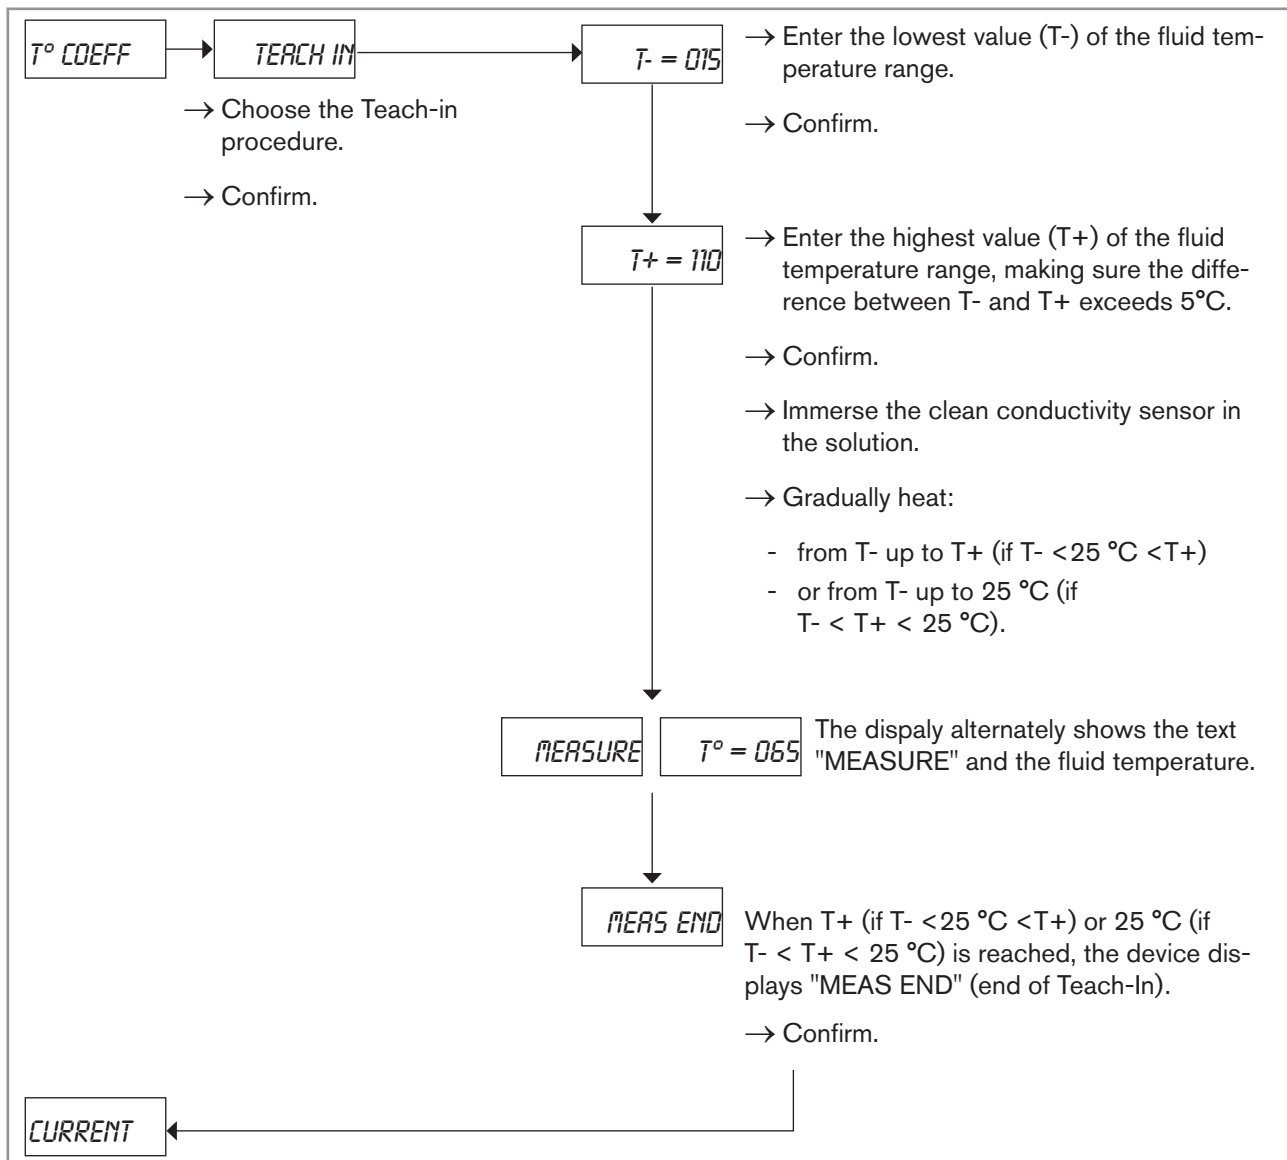 T° COEFF
TEACH IN
→ Choose the Teach-in
procedure.
→ Confirm.
T- = 015
→ Enter the lowest value (T-) of the fluid tem-
perature range.
→ Confirm.
T+ = 110
→ Enter the highest value (T+) of the fluid
temperature range, making sure the diffe-
rence between T- and T+ exceeds 5°C.
→ Confirm.
→ Immerse the clean conductivity sensor in
the solution.
→ Gradually heat:
- from T- up to T+ (if T- <25 °C <T+)
- or from T- up to 25 °C (if
T- < T+ < 25 °C).
MEASURE
T° = 065
The dispaly alternately shows the text
"MEASURE" and the fluid temperature.
MEAS END
When T+ (if T- <25 °C <T+) or 25 °C (if
T- < T+ < 25 °C) is reached, the device dis-
plays "MEAS END" (end of Teach-In).
→ Confirm.
CURRENT